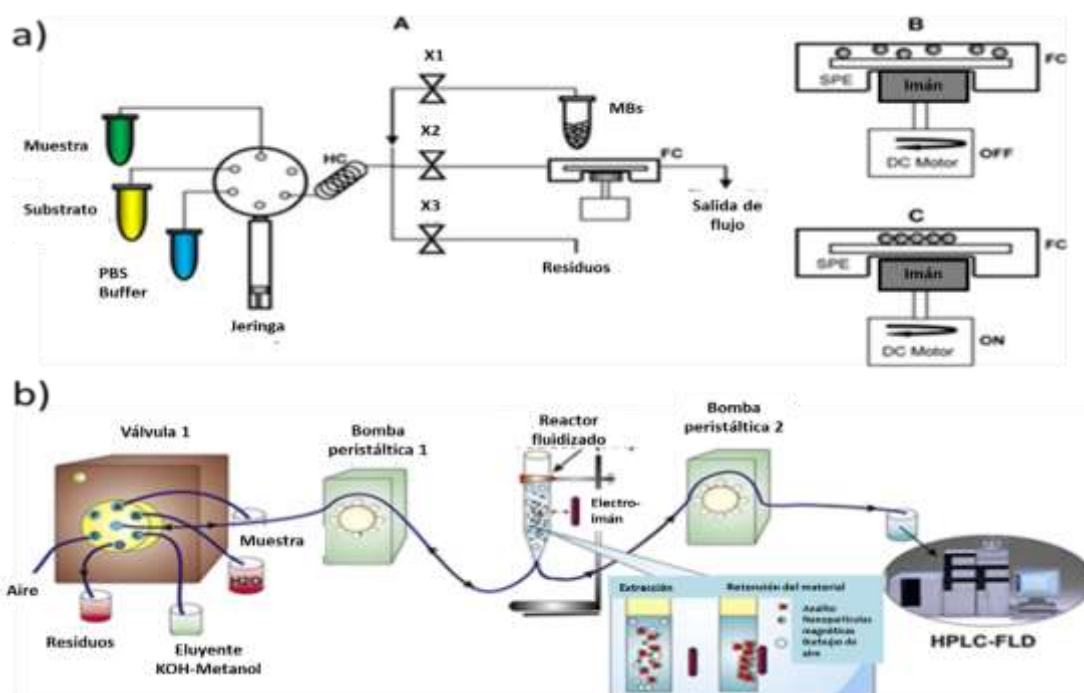 a)
A
X1
MBs
Muestra
X2
HC
FC
Substrato
Salida de
flujo
X3
PBS
Buffer
Residuos
Jeringa
B
FC
SPE
Imán
DC Motor
OFF
C
FC
SPE
Imán
DC Motor
ON
b)
Válvula 1
Bomba
peristáltica 1
Reactor
fluidizado
Bomba
peristáltica 2
Electro-
imán
Muestra
Aire
H2O
Residuos
Eluyente
KOH-Metanol
Extracción
Retención del material
Analito
Nanopartículas
magnéticas
de aire
HPLC-FLD